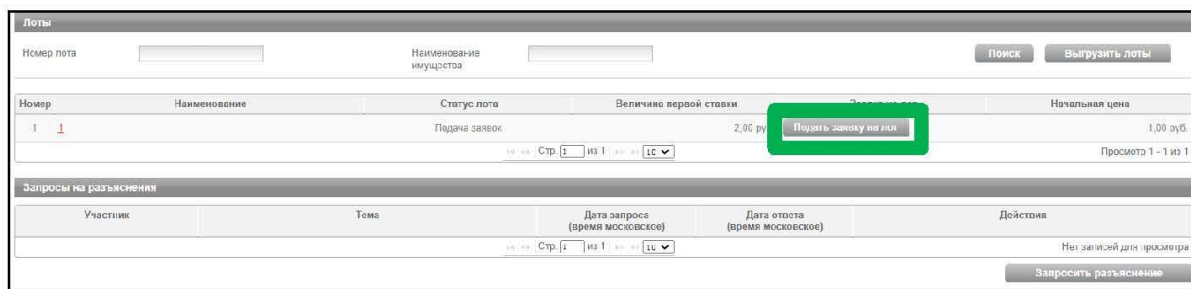 Лоты
Номер лота
Наименование
имущества
Поиск
Выгрузить лоты
Номер Наименование Статус лота Величина первой ставки Начальная цена
1 1 Подача заявок 2,00 ру Подать заявку на лот 1,00 руб.
Стр. 1 из 1 10 Просмотр 1 - 1 из 1
Запросы на разъяснения
Участник Тема Дата запроса Дата ответа Действия
(время московское) (время московское)
Стр. 1 из 1 10 Нет записей для просмотра
Запросить разъяснение